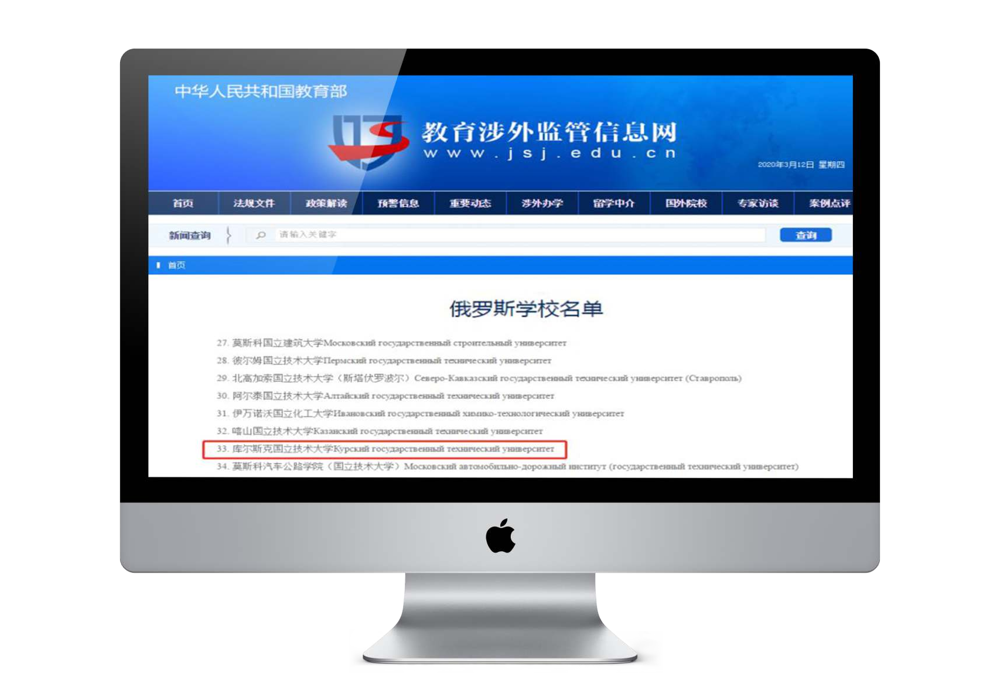 中华人民共和国教育部
教育涉外监管信息网
www.jsj.edu.cn
2020年3月12日 星期四
首页 法规文件 政策解读 预警信息 重要动态 涉外办学 留学中介 国外院校 专家访谈 案例点评
新闻查询 请输入关键字 查询
首页
俄罗斯学校名单
27. 莫斯科国立建筑大学Московский государственный строительный университет
28. 彼尔姆国立技术大学Пермский государственный технический университет
29. 北高加索国立技术大学（斯塔伏罗波尔）Северо-Кавказский государственный технический университет (Ставрополь)
30. 阿尔泰国立技术大学Алтайский государственный технический университет
31. 伊万诺沃国立化工大学Ивановский государственный химико-технологический университет
32. 喀山国立技术大学Казанский государственный технический университет
33. 库尔斯克国立技术大学Курский государственный технический университет
34. 莫斯科汽车公路学院（国立技术大学）Московский автомобильно-дорожный институт (государственный технический университет)